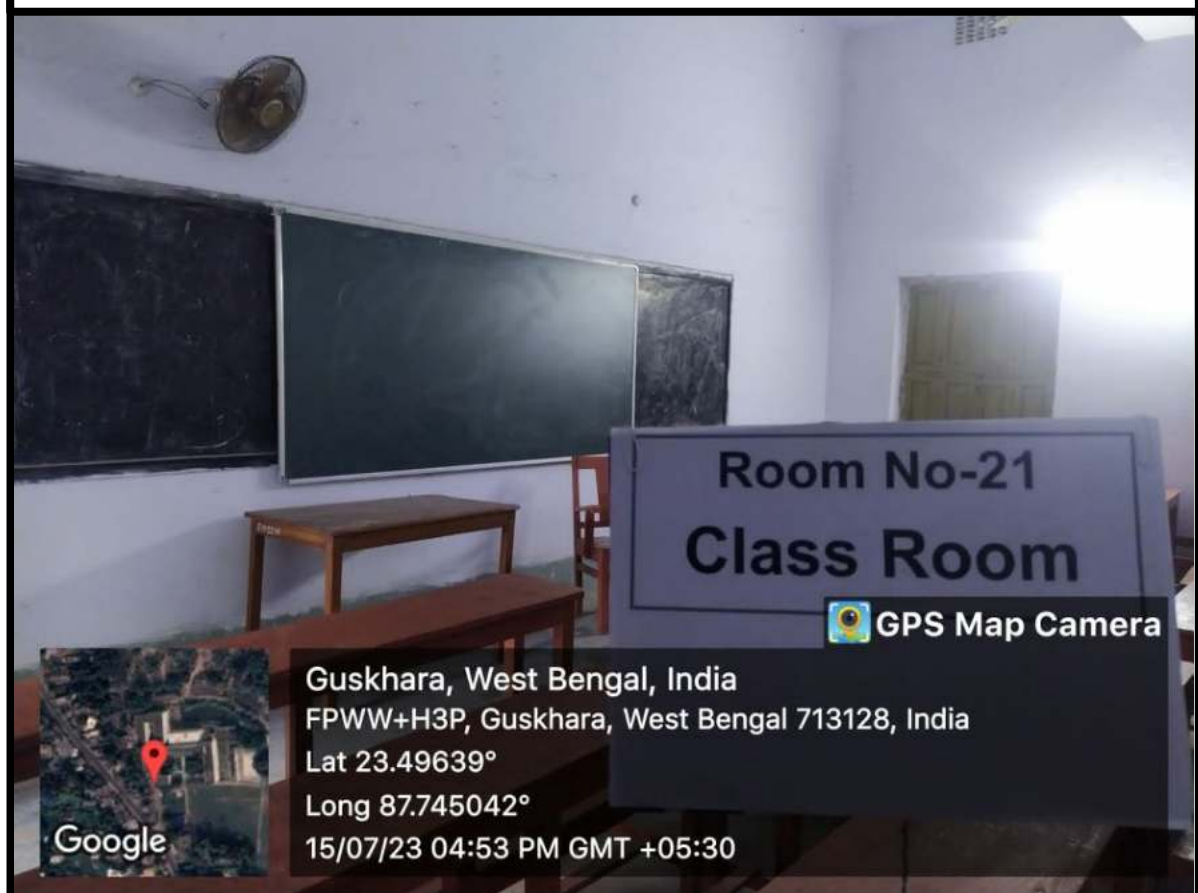 Room No-21
Class Room
GPS Map Camera
Guskhara, West Bengal, India
FPWW+H3P, Guskhara, West Bengal 713128, India
Lat 23.49639°
Long 87.745042°
15/07/23 04:53 PM GMT +05:30
Google